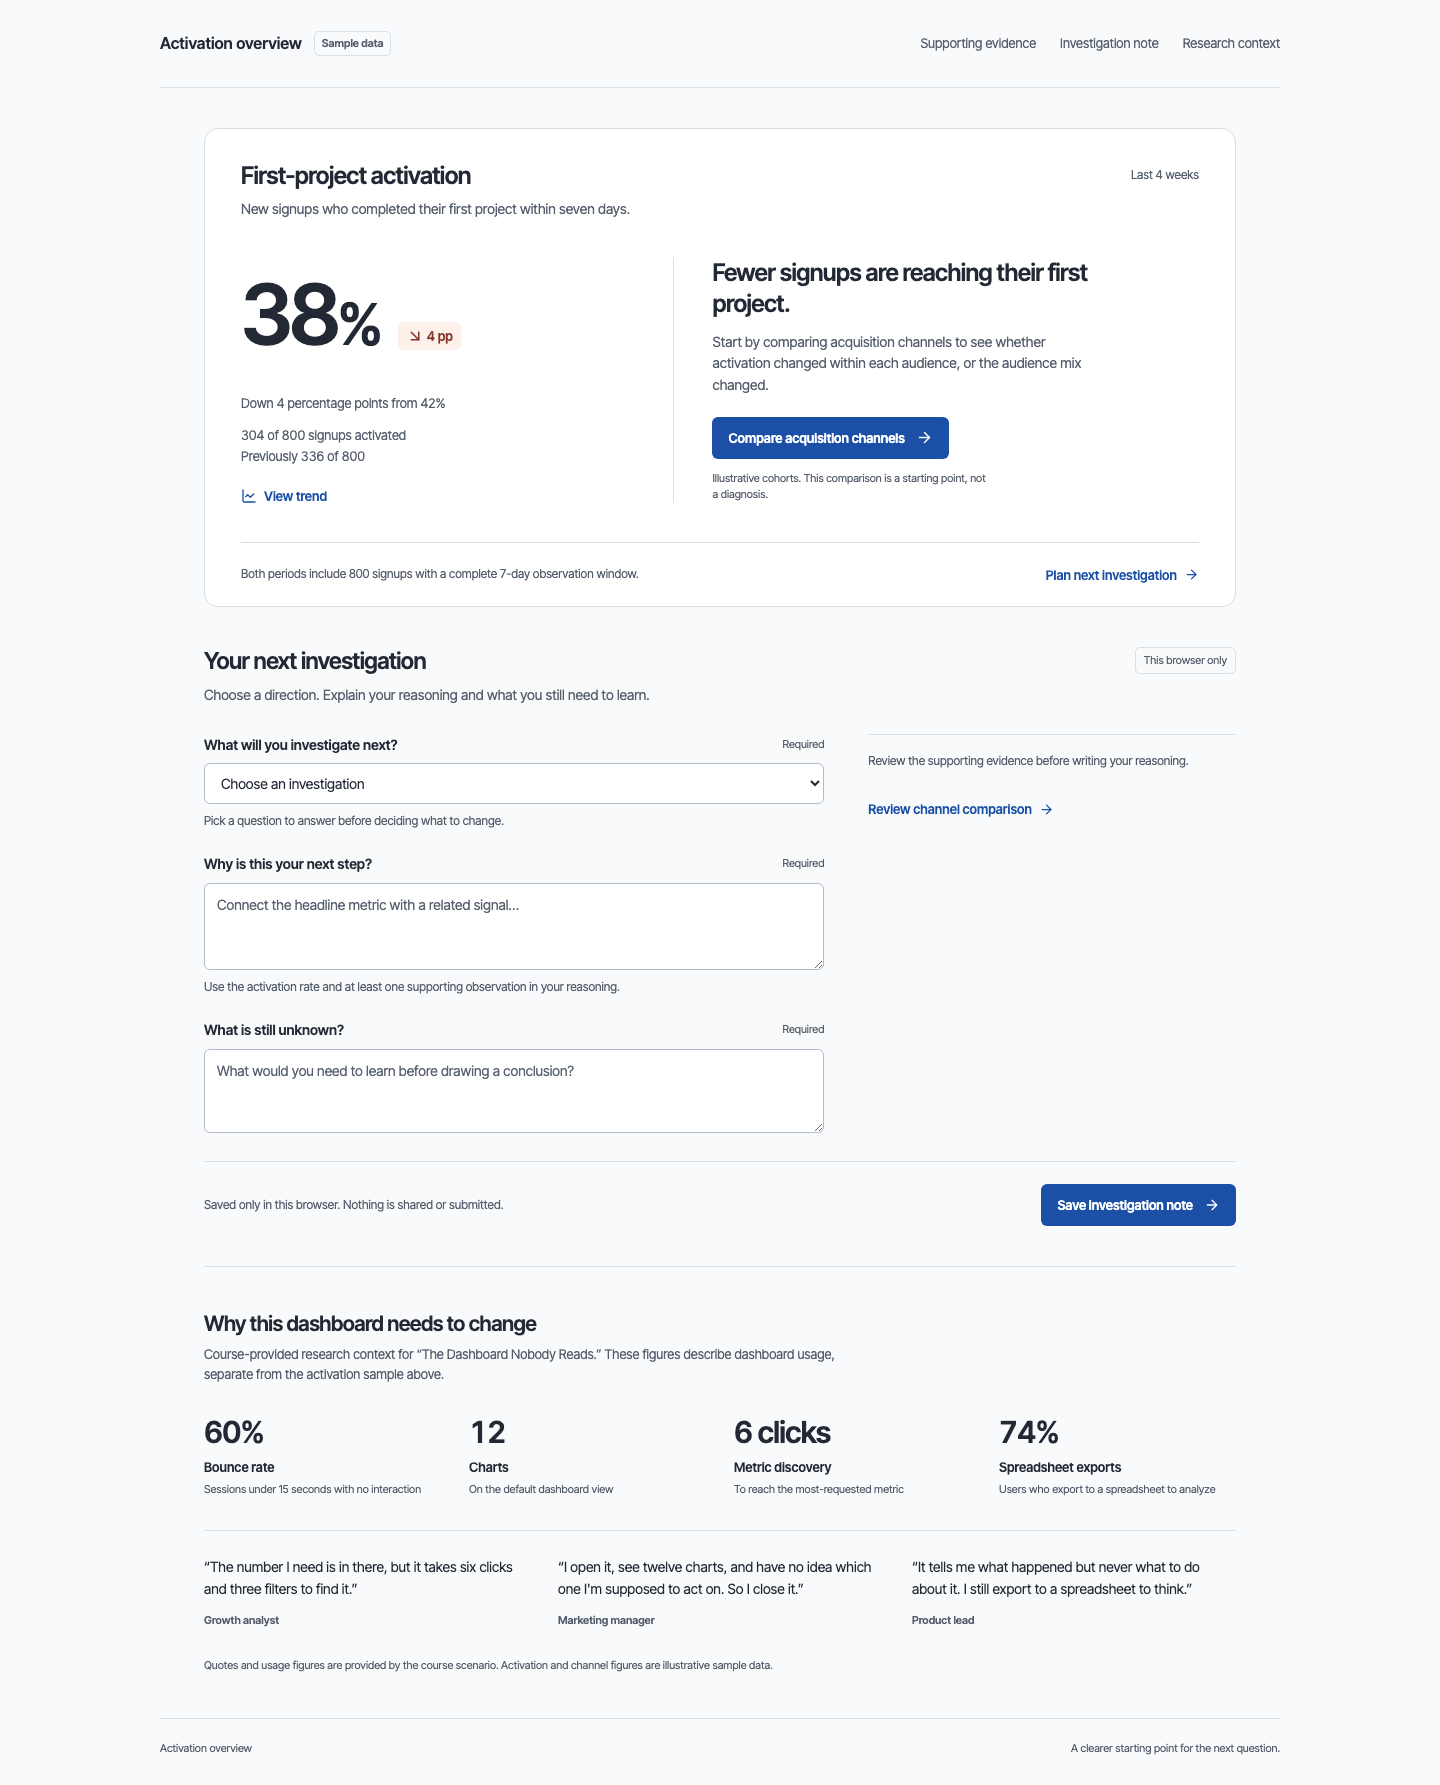 Activation overview
Sample data
Supporting evidence
Investigation note
Research context
First-project activation
Last 4 weeks
New signups who completed their first project within seven days.
38%
4 pp
Down 4 percentage points from 42%
304 of 800 signups activated
Previously 336 of 800
View trend
Fewer signups are reaching their first
project.
Start by comparing acquisition channels to see whether
activation changed within each audience, or the audience mix
changed.
Compare acquisition channels
Illustrative cohorts. This comparison is a starting point, not
a diagnosis.
Both periods include 800 signups with a complete 7-day observation window.
Plan next investigation
Your next investigation
This browser only
Choose a direction. Explain your reasoning and what you still need to learn.
What will you investigate next?
Required
Choose an investigation
Pick a question to answer before deciding what to change.
Review the supporting evidence before writing your reasoning.
Review channel comparison
Why is this your next step?
Required
Connect the headline metric with a related signal...
Use the activation rate and at least one supporting observation in your reasoning.
What is still unknown?
Required
What would you need to learn before drawing a conclusion?
Saved only in this browser. Nothing is shared or submitted.
Save investigation note
Why this dashboard needs to change
Course-provided research context for “The Dashboard Nobody Reads.” These figures describe dashboard usage,
separate from the activation sample above.
60%
Bounce rate
Sessions under 15 seconds with no interaction
12
Charts
On the default dashboard view
6 clicks
Metric discovery
To reach the most-requested metric
74%
Spreadsheet exports
Users who export to a spreadsheet to analyze
“The number I need is in there, but it takes six clicks
and three filters to find it.”
Growth analyst
“I open it, see twelve charts, and have no idea which
one I'm supposed to act on. So I close it.”
Marketing manager
“It tells me what happened but never what to do
about it. I still export to a spreadsheet to think.”
Product lead
Quotes and usage figures are provided by the course scenario. Activation and channel figures are illustrative sample data.
Activation overview
A clearer starting point for the next question.